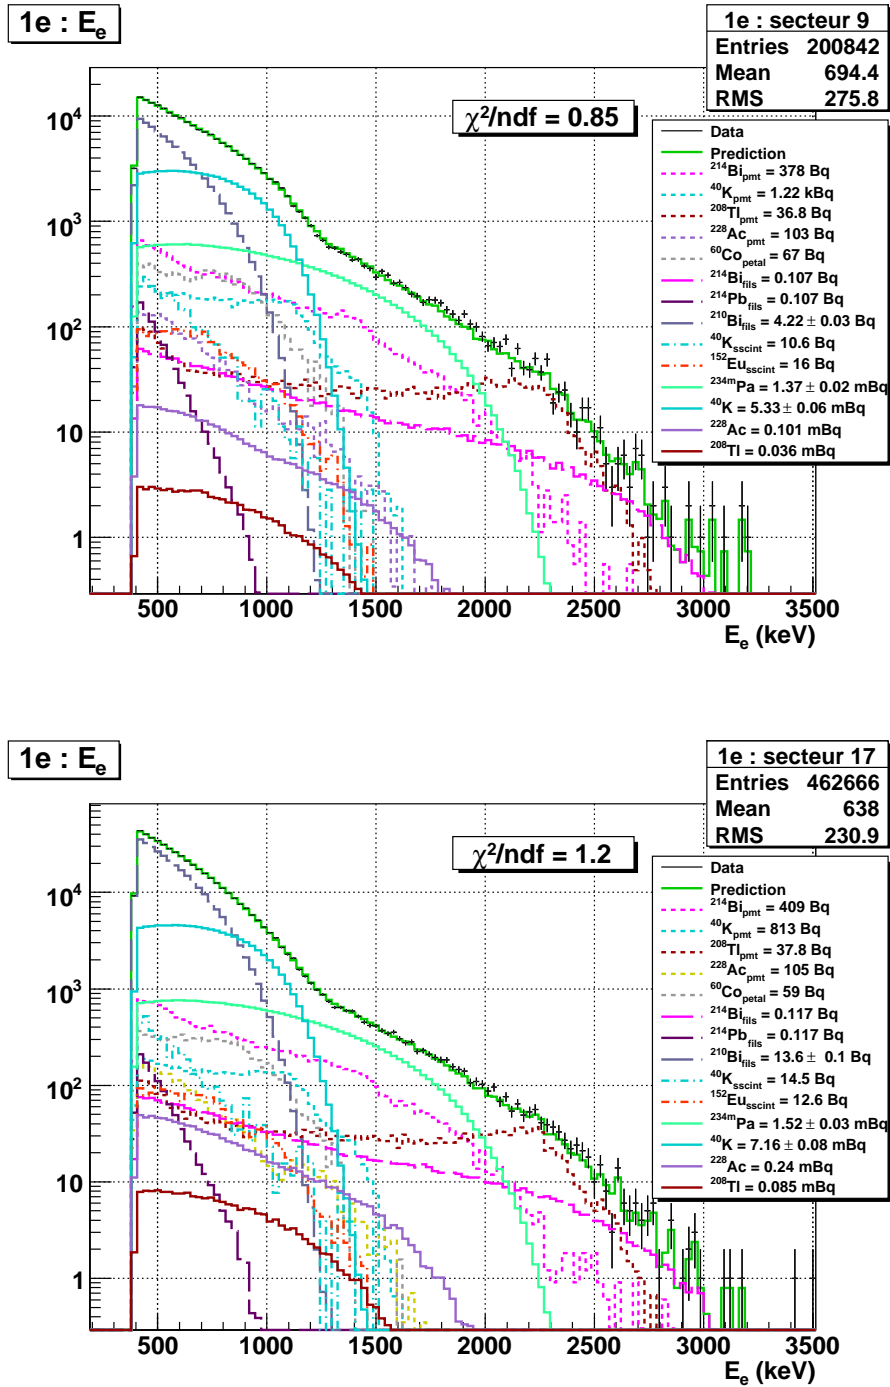 1e : Eₑ
1e : secteur 9
Entries 200842
Mean 694.4
RMS 275.8
χ²/ndf = 0.85
Data
Prediction
²¹⁴Bi_pmt = 378 Bq
⁴⁰K_pmt = 1.22 kBq
²⁰⁸Tl_pmt = 36.8 Bq
²²⁸Ac_pmt = 103 Bq
⁶⁰Co_petal = 67 Bq
²¹⁴Bi_fils = 0.107 Bq
²¹⁴Pb_fils = 0.107 Bq
²¹⁰Bi_fils = 4.22 ± 0.03 Bq
⁴⁰K_sscint = 10.6 Bq
¹⁵²Eu_sscint = 16 Bq
²³⁴ᵐPa = 1.37 ± 0.02 mBq
⁴⁰K = 5.33 ± 0.06 mBq
²²⁸Ac = 0.101 mBq
²⁰⁸Tl = 0.036 mBq
10⁴
10³
10²
10
1
500 1000 1500 2000 2500 3000 3500
Eₑ (keV)
1e : Eₑ
1e : secteur 17
Entries 462666
Mean 638
RMS 230.9
χ²/ndf = 1.2
Data
Prediction
²¹⁴Bi_pmt = 409 Bq
⁴⁰K_pmt = 813 Bq
²⁰⁸Tl_pmt = 37.8 Bq
²²⁸Ac_pmt = 105 Bq
⁶⁰Co_petal = 59 Bq
²¹⁴Bi_fils = 0.117 Bq
²¹⁴Pb_fils = 0.117 Bq
²¹⁰Bi_fils = 13.6 ± 0.1 Bq
⁴⁰K_sscint = 14.5 Bq
¹⁵²Eu_sscint = 12.6 Bq
²³⁴ᵐPa = 1.52 ± 0.03 mBq
⁴⁰K = 7.16 ± 0.08 mBq
²²⁸Ac = 0.24 mBq
²⁰⁸Tl = 0.085 mBq
10⁴
10³
10²
10
1
500 1000 1500 2000 2500 3000 3500
Eₑ (keV)